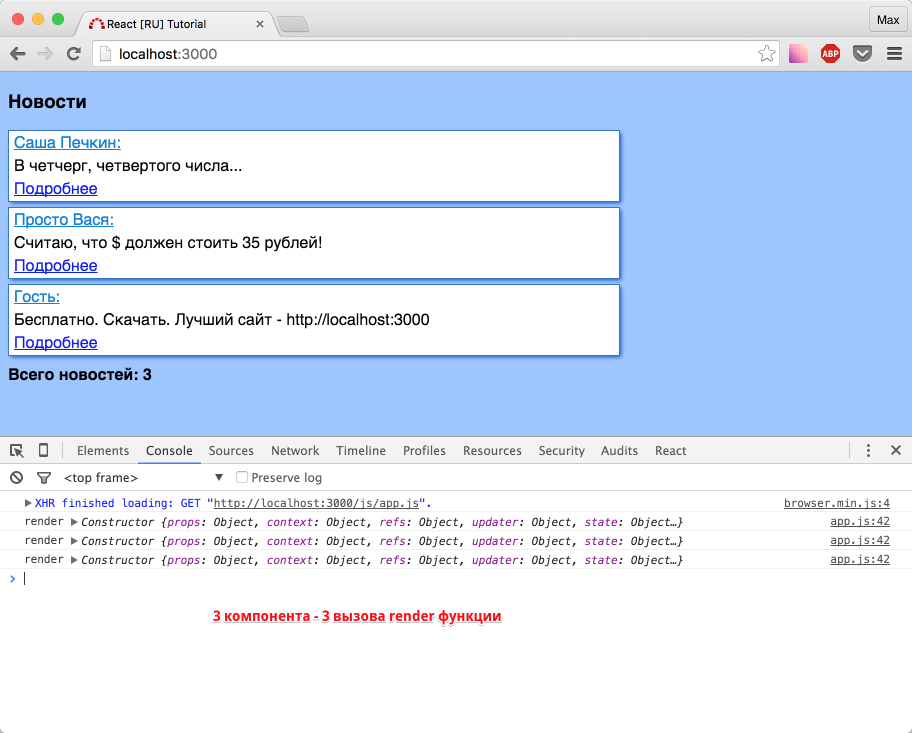 React [RU] Tutorial
Max
localhost:3000
ABP
Новости
Саша Печкин:
В четчерг, четвертого числа...
Подробнее
Просто Вася:
Считаю, что $ должен стоить 35 рублей!
Подробнее
Гость:
Бесплатно. Скачать. Лучший сайт - http://localhost:3000
Подробнее
Всего новостей: 3
Elements Console Sources Network Timeline Profiles Resources Security Audits React
<top frame> Preserve log
XHR finished loading: GET "http://localhost:3000/js/app.js". browser.min.js:4
render Constructor {props: Object, context: Object, refs: Object, updater: Object, state: Object…} app.js:42
render Constructor {props: Object, context: Object, refs: Object, updater: Object, state: Object…} app.js:42
render Constructor {props: Object, context: Object, refs: Object, updater: Object, state: Object…} app.js:42
3 компонента - 3 вызова render функции